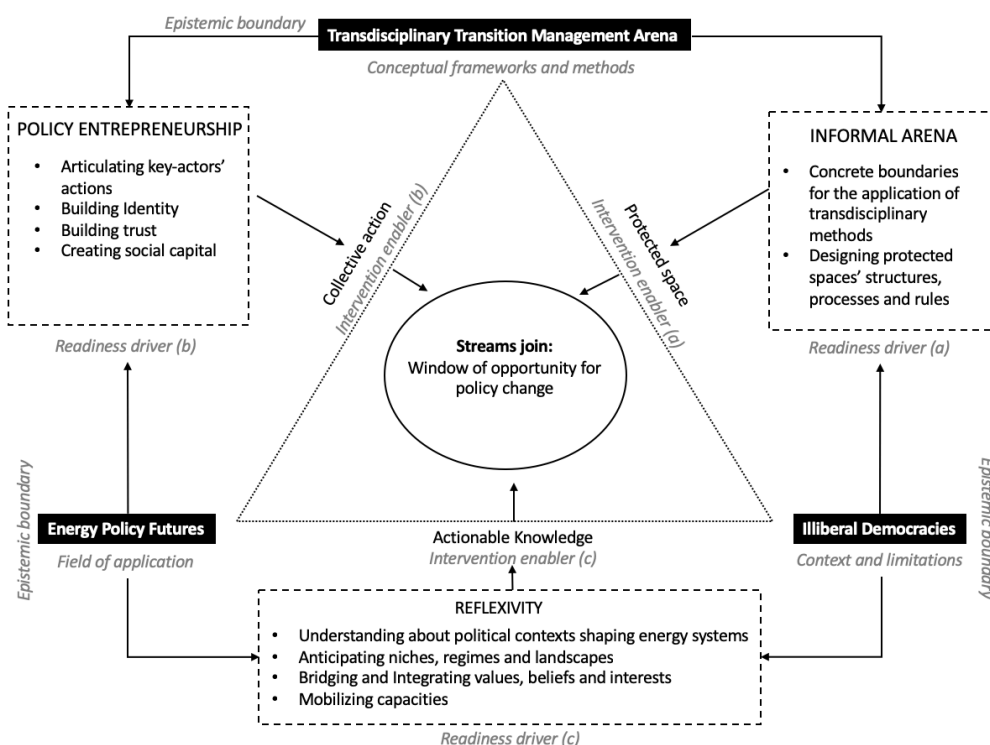 Epistemic boundary
Transdisciplinary Transition Management Arena
Conceptual frameworks and methods
POLICY ENTREPRENEURSHIP
• Articulating key-actors'
actions
• Building Identity
• Building trust
• Creating social capital
Readiness driver (b)
INFORMAL ARENA
• Concrete boundaries
for the application of
transdisciplinary
methods
• Designing protected
spaces' structures,
processes and rules
Readiness driver (a)
Collective action
Intervention enabler (b)
Protected space
Intervention enabler (a)
Streams join:
Window of opportunity for
policy change
Epistemic boundary
Energy Policy Futures
Field of application
Illiberal Democracies
Context and limitations
Epistemic boundary
Actionable Knowledge
Intervention enabler (c)
REFLEXIVITY
• Understanding about political contexts shaping energy systems
• Anticipating niches, regimes and landscapes
• Bridging and Integrating values, beliefs and interests
• Mobilizing capacities
Readiness driver (c)